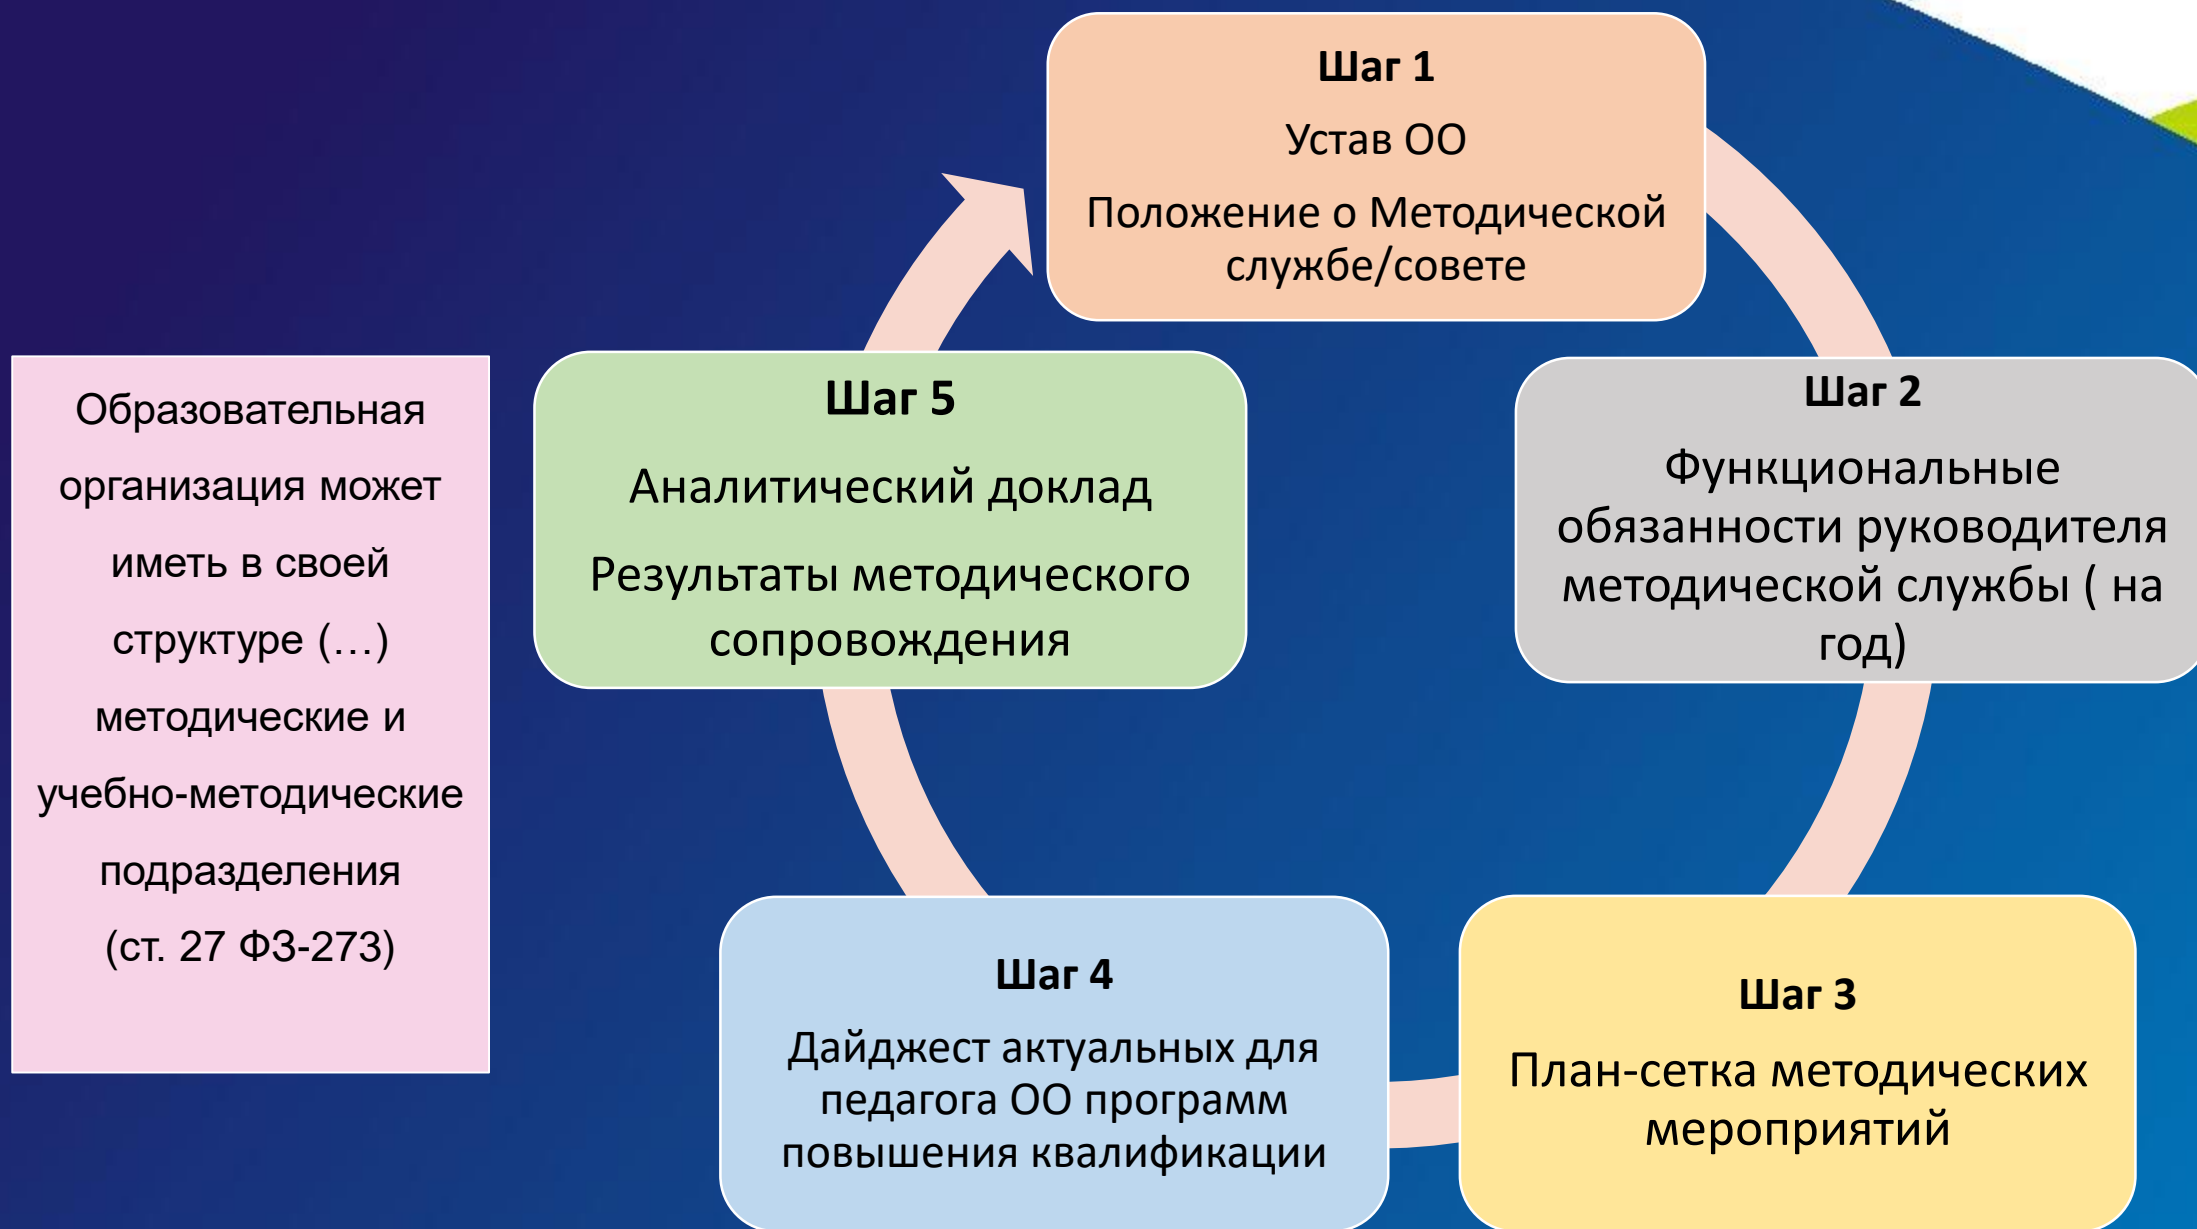 Образовательная
организация может
иметь в своей
структуре (…)
методические и
учебно-методические
подразделения
(ст. 27 ФЗ-273)
Шаг 1
Устав ОО
Положение о Методической
службе/совете
Шаг 2
Функциональные
обязанности руководителя
методической службы ( на
год)
Шаг 3
План-сетка методических
мероприятий
Шаг 4
Дайджест актуальных для
педагога ОО программ
повышения квалификации
Шаг 5
Аналитический доклад
Результаты методического
сопровождения